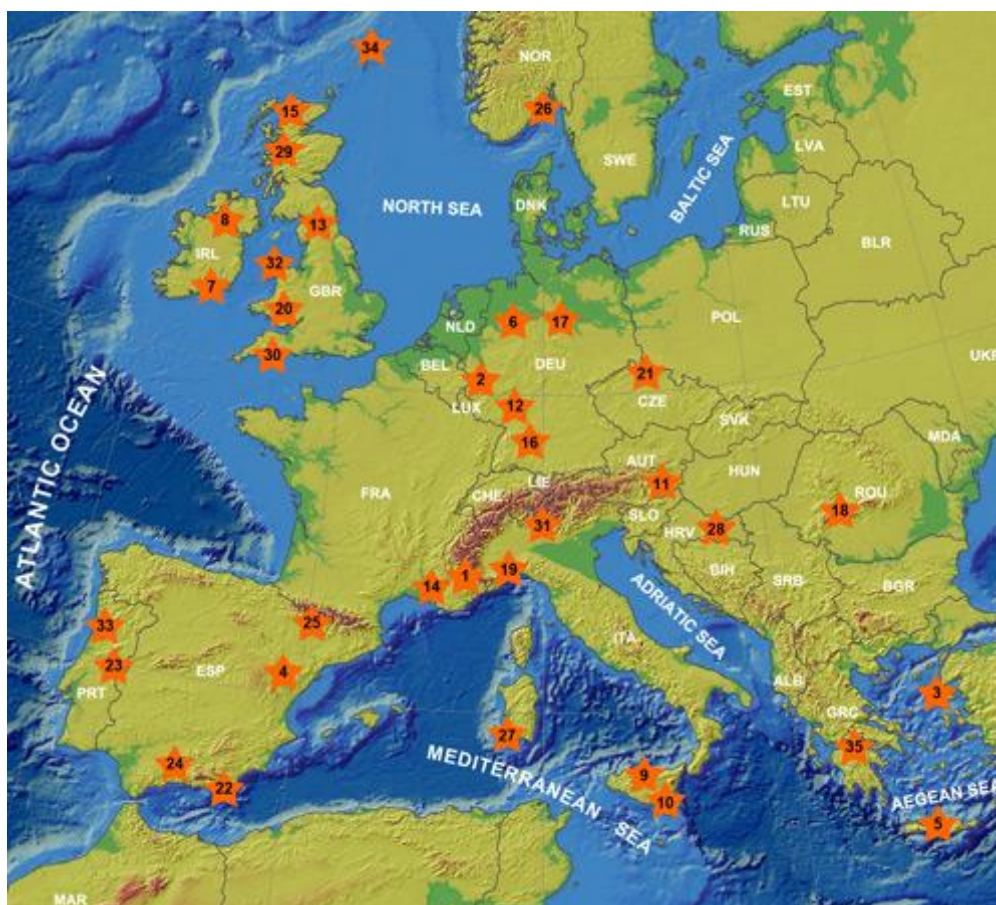 34
NOR
15
26
EST
29
LVA
SWE
BALTIC SEA
NORTH SEA
DNK
LTU
8
13
RUS
BLR
IRL
32
7
GBR
20
6
17
POL
NLD
30
BEL
DEU
UKR
2
21
LUX
12
CZE
SVK
16
MDA
ATLANTIC OCEAN
AUT
HUN
FRA
CHE
LIE
11
ROU
18
31
SLO
HRV
28
19
1
14
BIH
SRB
BGR
ADRIATIC SEA
33
25
ITA
23
ESP
4
PRT
ALB
3
GRC
27
35
24
MEDITERRANEAN SEA
9
22
10
AEGEAN SEA
5
MAR